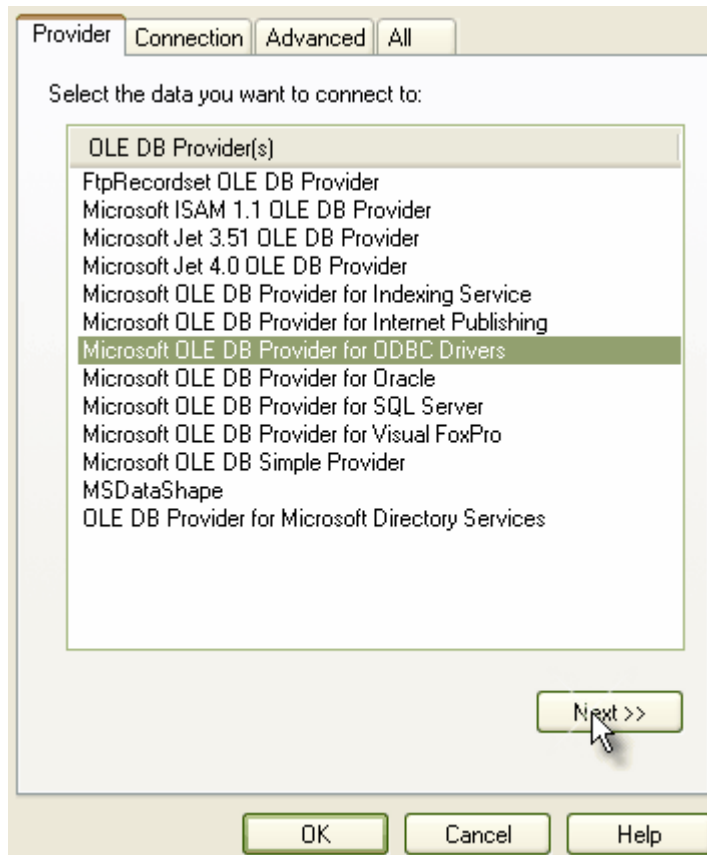 Provider Connection Advanced All
Select the data you want to connect to:
OLE DB Provider(s)
FtpRecordset OLE DB Provider
Microsoft ISAM 1.1 OLE DB Provider
Microsoft Jet 3.51 OLE DB Provider
Microsoft Jet 4.0 OLE DB Provider
Microsoft OLE DB Provider for Indexing Service
Microsoft OLE DB Provider for Internet Publishing
Microsoft OLE DB Provider for ODBC Drivers
Microsoft OLE DB Provider for Oracle
Microsoft OLE DB Provider for SQL Server
Microsoft OLE DB Provider for Visual FoxPro
Microsoft OLE DB Simple Provider
MSDataShape
OLE DB Provider for Microsoft Directory Services
Next >>
OK Cancel Help